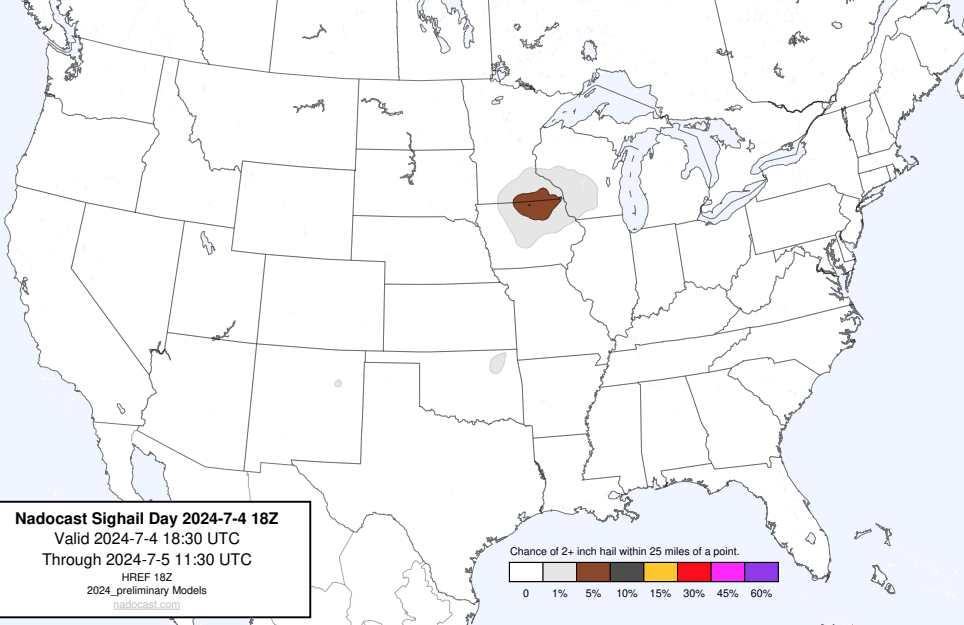 Nadocast Sighail Day 2024-7-4 18Z
Valid 2024-7-4 18:30 UTC
Through 2024-7-5 11:30 UTC
HREF 18Z
2024_preliminary Models
nadocast.com
Chance of 2+ inch hail within 25 miles of a point.
0 1% 5% 10% 15% 30% 45% 60%